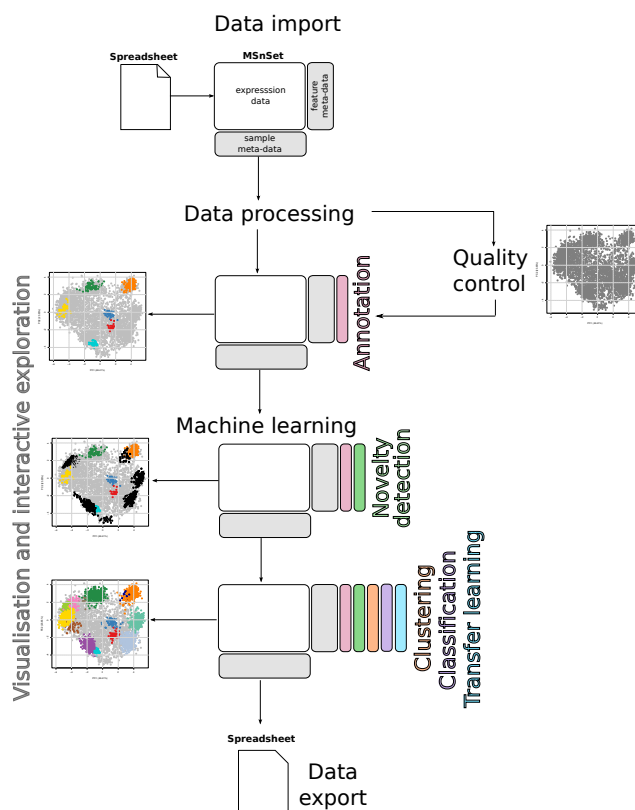 Data import
Spreadsheet
MSnSet
expresssion
data
feature
meta-data
sample
meta-data
Data processing
Quality
control
Annotation
Visualisation and interactive exploration
Machine learning
Novelty
detection
Clustering
Classification
Transfer learning
Spreadsheet
Data
export